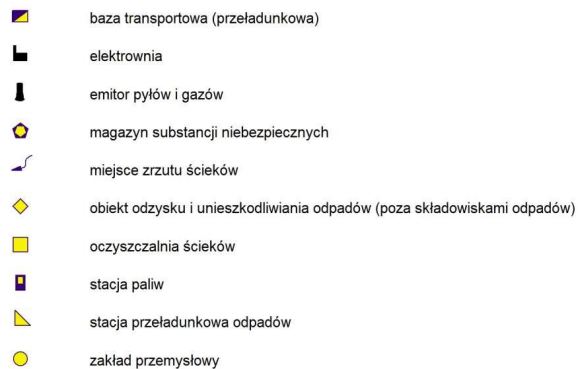 baza transportowa (przeładunkowa)
elektrownia
emitor pyłów i gazów
magazyn substancji niebezpiecznych
miejsce zrzutu ścieków
obiekt odzysku i unieszkodliwiania odpadów (poza składowiskami odpadów)
oczyszczalnia ścieków
stacja paliw
stacja przeładunkowa odpadów
zakład przemysłowy